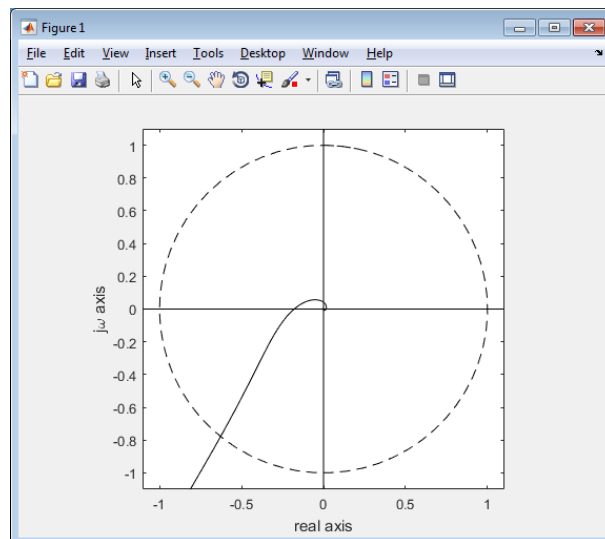 Figure 1
File Edit View Insert Tools Desktop Window Help
1
0.8
0.6
0.4
0.2
0
-0.2
-0.4
-0.6
-0.8
-1
jω axis
-1 -0.5 0 0.5 1
real axis